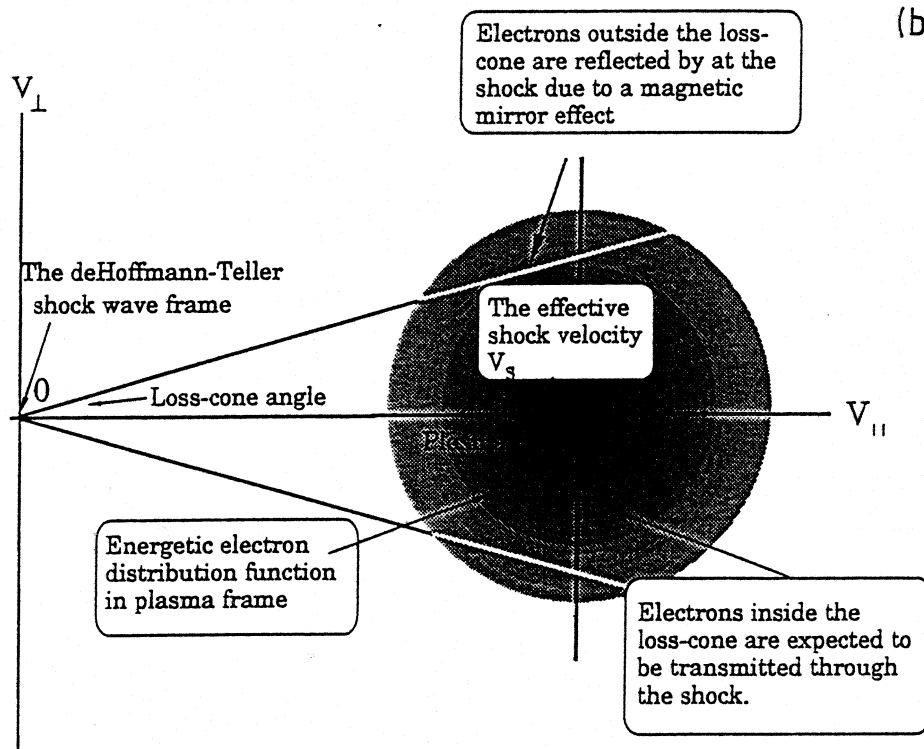 (b
Electrons outside the loss-
cone are reflected by at the
shock due to a magnetic
mirror effect
V⊥
The deHoffmann-Teller
shock wave frame
The effective
shock velocity
V_S
0
Loss-cone angle
V_||
Energetic electron
distribution function
in plasma frame
Electrons inside the
loss-cone are expected to
be transmitted through
the shock.